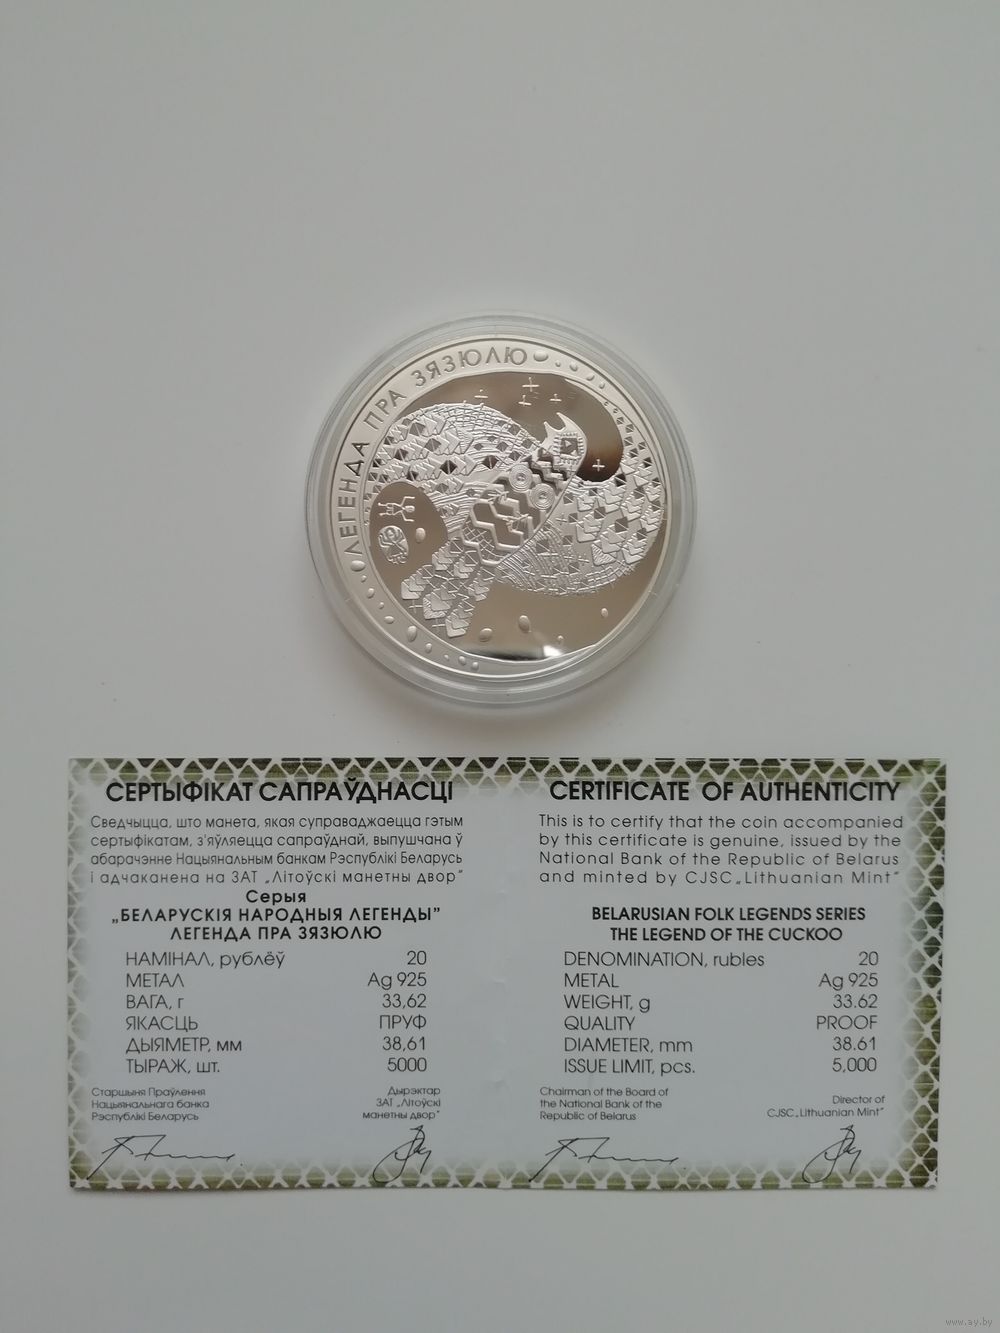 ЛЕГЕНДА ПРА ЗЯЗЮЛЮ
СЕРТЫФІКАТ САПРАЎДНАСЦІ
Сведчыцца, што манета, якая суправаджаецца гэтым
сертыфікатам, з'яўляецца сапраўднай, выпушчана ў
абарачэнне Нацыянальным банкам Рэспублікі Беларусь
і адчаканена на ЗАТ „Літоўскі манетны двор"
Серыя
„БЕЛАРУСКІЯ НАРОДНЫЯ ЛЕГЕНДЫ"
ЛЕГЕНДА ПРА ЗЯЗЮЛЮ
НАМІНАЛ, рублёў 20
МЕТАЛ Ag 925
ВАГА, г 33,62
ЯКАСЦЬ ПРУФ
ДЫЯМЕТР, мм 38,61
ТЫРАЖ, шт. 5000
Старшыня Праўлення
Нацыянальнага банка
Рэспублікі Беларусь
Дырэктар
ЗАТ „Літоўскі
манетны двор"
CERTIFICATE OF AUTHENTICITY
This is to certify that the coin accompanied
by this certificate is genuine, issued by the
National Bank of the Republic of Belarus
and minted by CJSC„Lithuanian Mint"
BELARUSIAN FOLK LEGENDS SERIES
THE LEGEND OF THE CUCKOO
DENOMINATION, rubles 20
METAL Ag 925
WEIGHT, g 33.62
QUALITY PROOF
DIAMETER, mm 38.61
ISSUE LIMIT, pcs. 5,000
Chairman of the Board of
the National Bank of the
Republic of Belarus
Director of
CJSC„Lithuanian Mint"
www.ay.by